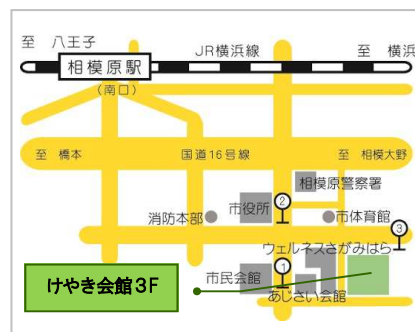 至 八王子
JR横浜線
至 横浜
相模原駅
(南口)
至 橋本
国道16号線
至 相模大野
相模原警察署
市役所
②
消防本部
市体育館
③
ウェルネスさがみはら
けやき会館3F
市民会館
①
あじさい会館